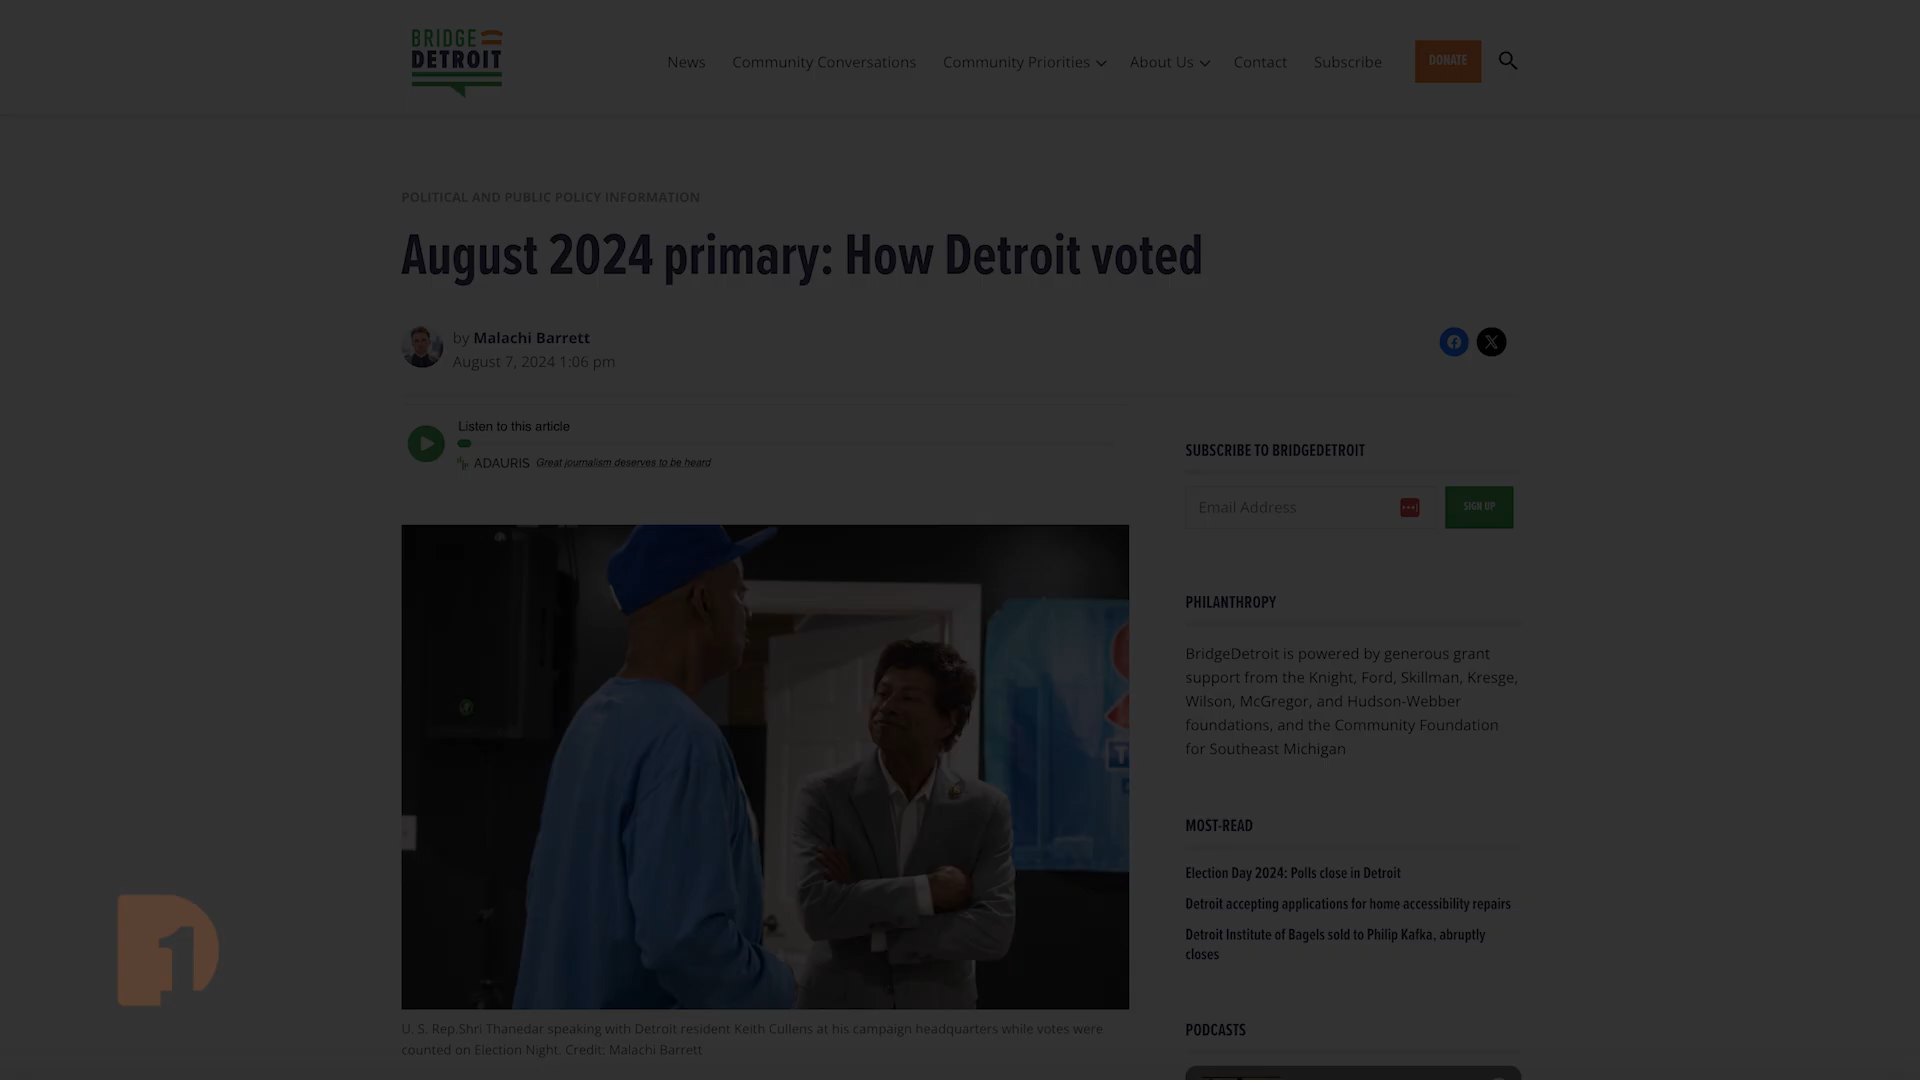 BRIDGE
DETROIT
News Community Conversations Community Priorities About Us Contact Subscribe DONATE
POLITICAL AND PUBLIC POLICY INFORMATION
August 2024 primary: How Detroit voted
by Malachi Barrett
August 7, 2024 1:06 pm
Listen to this article
ADAURIS Great journalism deserves to be heard
SUBSCRIBE TO BRIDGEDETROIT
Email Address SIGN UP
PHILANTHROPY
BridgeDetroit is powered by generous grant
support from the Knight, Ford, Skillman, Kresge,
Wilson, McGregor, and Hudson-Webber
foundations, and the Community Foundation
for Southeast Michigan
MOST-READ
Election Day 2024: Polls close in Detroit
Detroit accepting applications for home accessibility repairs
Detroit Institute of Bagels sold to Philip Kafka, abruptly
closes
PODCASTS
U. S. Rep.Shri Thanedar speaking with Detroit resident Keith Cullens at his campaign headquarters while votes were
counted on Election Night. Credit: Malachi Barrett
1